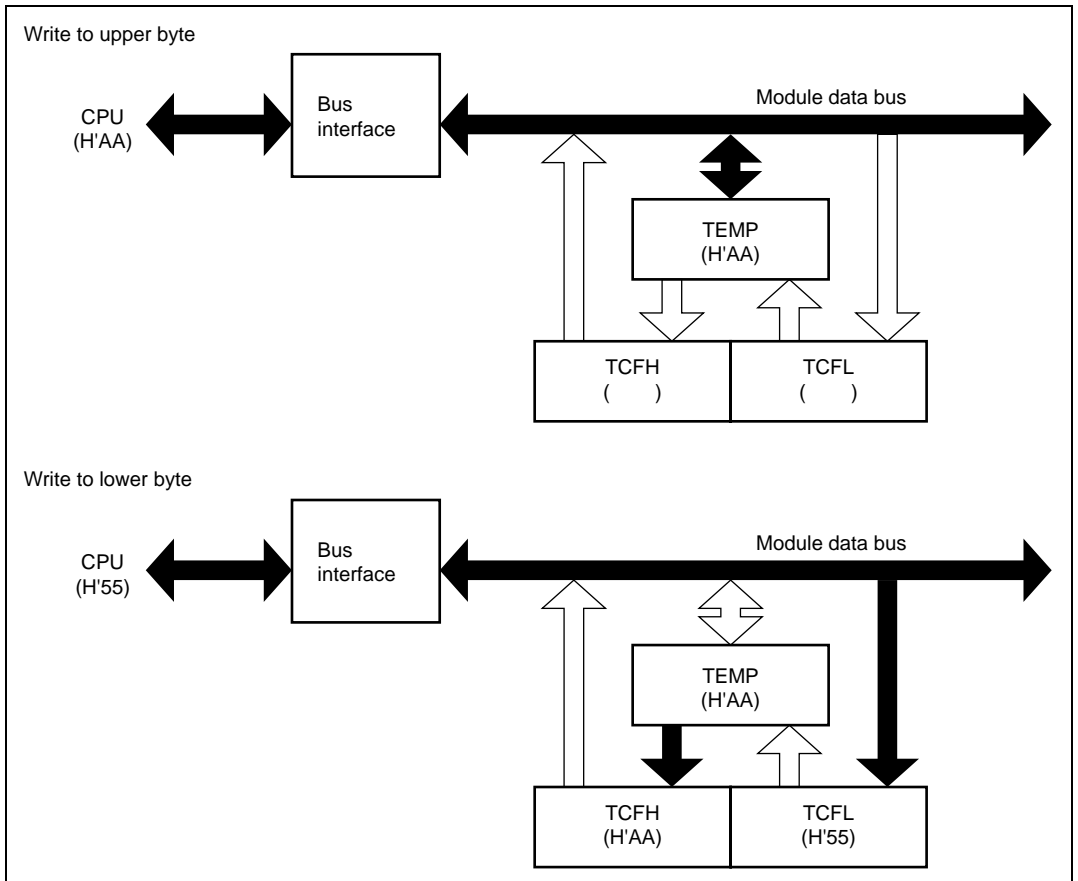 Write to upper byte
CPU
(H'AA)
Bus
interface
Module data bus
TEMP
(H'AA)
TCFH
(     )
TCFL
(     )
Write to lower byte
CPU
(H'55)
Bus
interface
Module data bus
TEMP
(H'AA)
TCFH
(H'AA)
TCFL
(H'55)